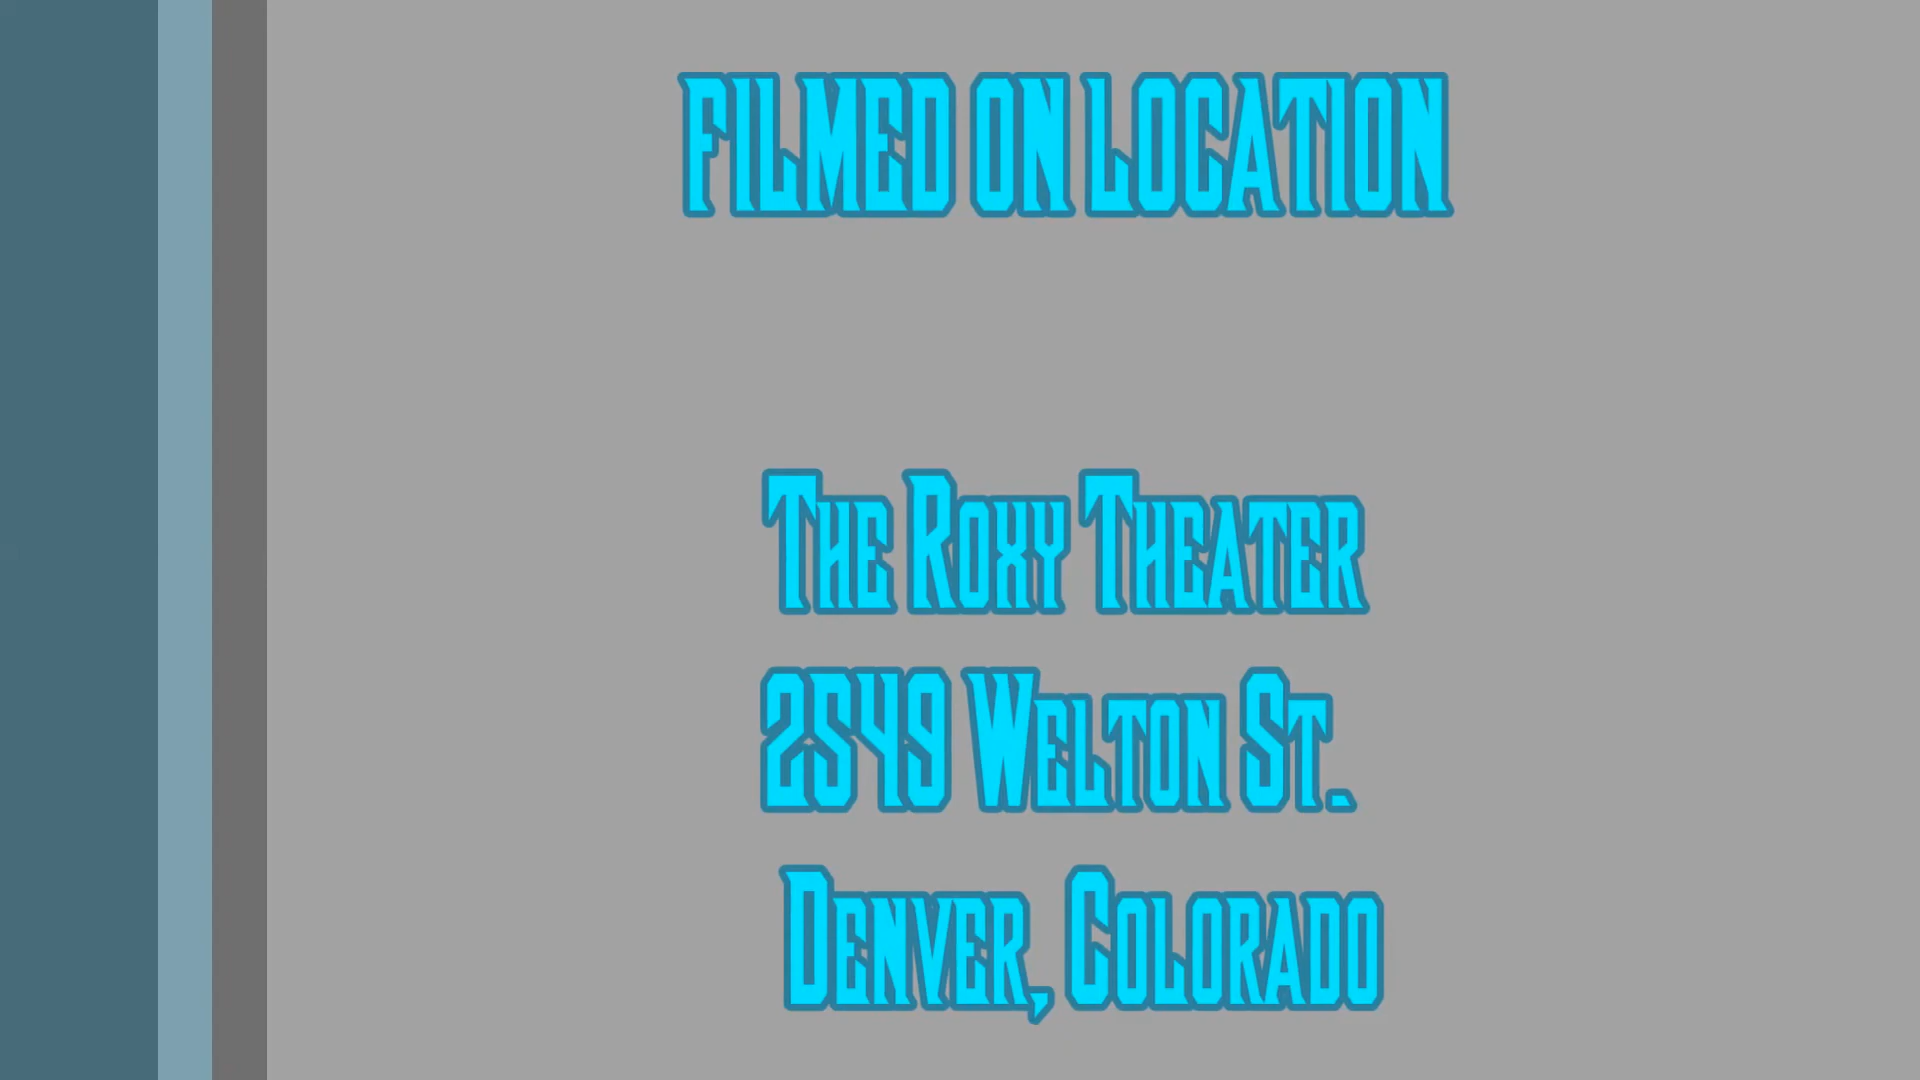 FILMED ON LOCATION
The Roxy Theater
2549 Welton St.
Denver, Colorado